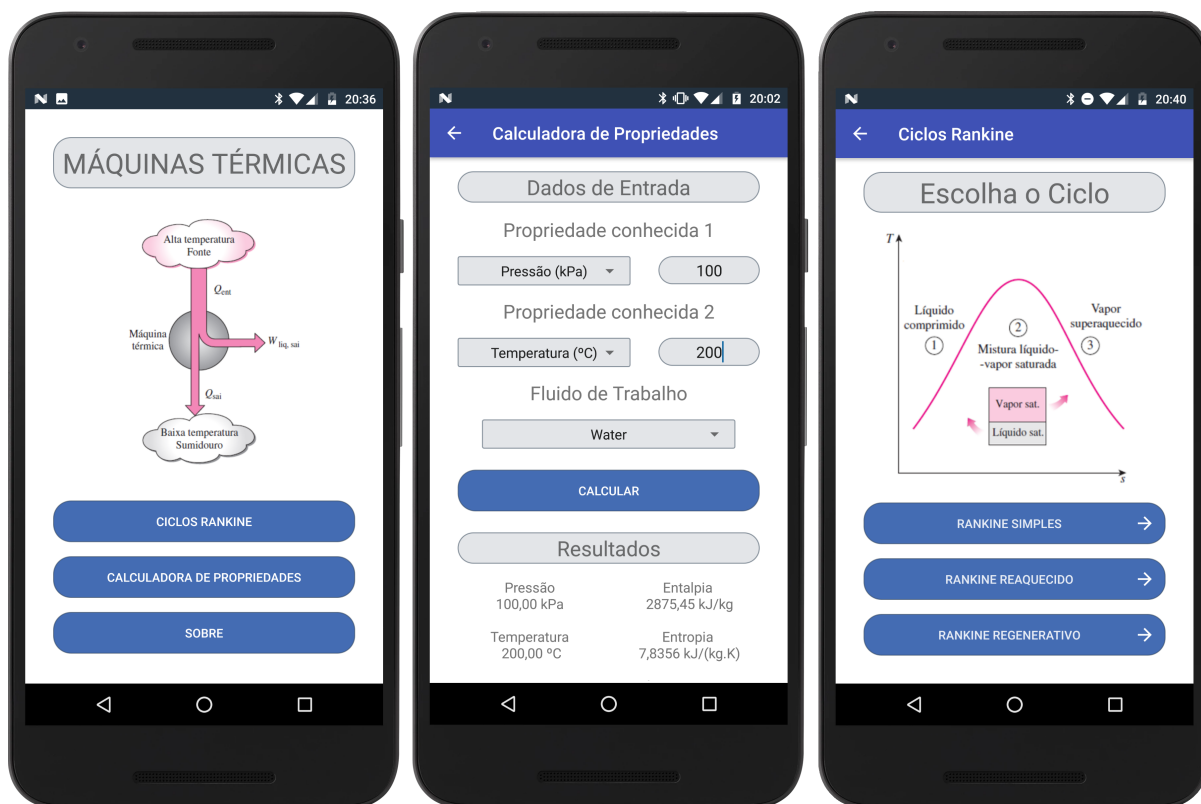 20:36
MÁQUINAS TÉRMICAS
Alta temperatura
Fonte
Qent
Máquina
térmica
Wliq, sai
Qsai
Baixa temperatura
Sumidouro
CICLOS RANKINE
CALCULADORA DE PROPRIEDADES
SOBRE
20:02
Calculadora de Propriedades
Dados de Entrada
Propriedade conhecida 1
Pressão (kPa)
100
Propriedade conhecida 2
Temperatura (ºC)
200
Fluido de Trabalho
Water
CALCULAR
Resultados
Pressão
100,00 kPa
Entalpia
2875,45 kJ/kg
Temperatura
200,00 ºC
Entropia
7,8356 kJ/(kg.K)
20:40
Ciclos Rankine
Escolha o Ciclo
T
Líquido
comprimido
1
2
Mistura líquido-
-vapor saturada
Vapor
superaquecido
3
Vapor sat.
Líquido sat.
s
RANKINE SIMPLES
RANKINE REAQUECIDO
RANKINE REGENERATIVO